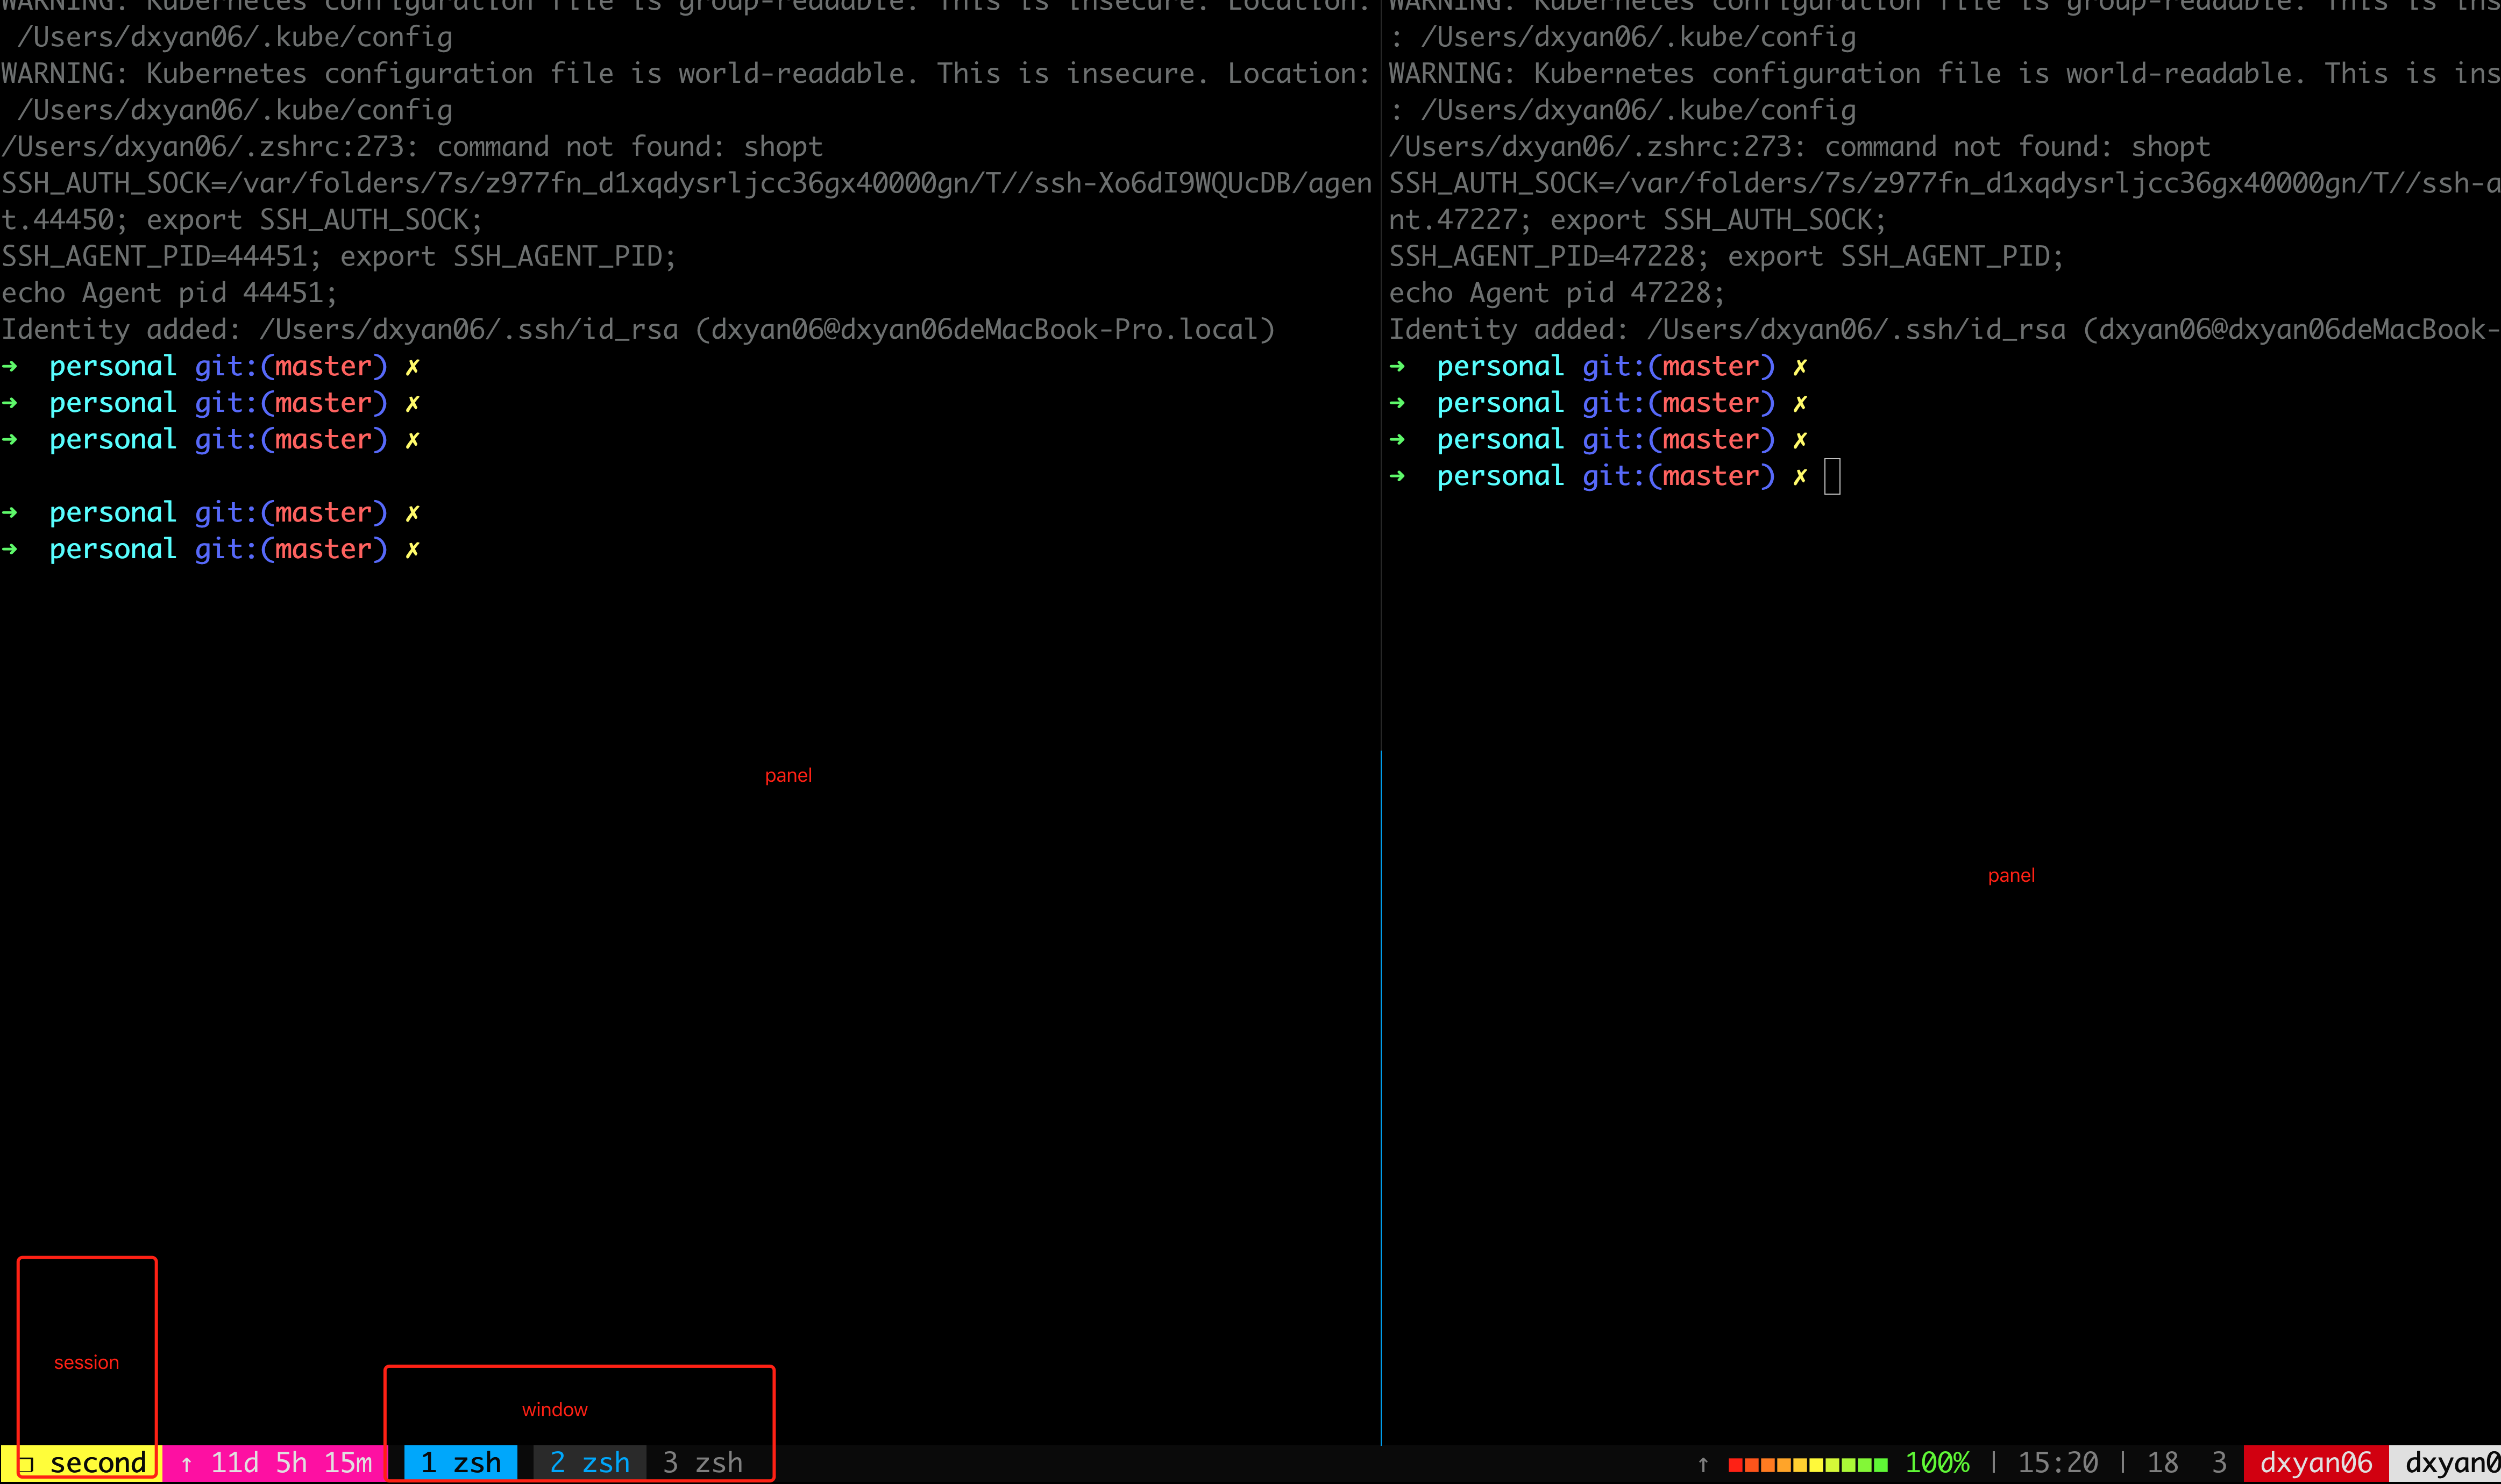 WARNING: Kubernetes configuration file is group-readable. This is insecure. Location:
/Users/dxyan06/.kube/config
WARNING: Kubernetes configuration file is world-readable. This is insecure. Location:
/Users/dxyan06/.kube/config
/Users/dxyan06/.zshrc:273: command not found: shopt
SSH_AUTH_SOCK=/var/folders/7s/z977fn_d1xqdysrljcc36gx40000gn/T//ssh-Xo6dI9WQUcDB/agen
t.44450; export SSH_AUTH_SOCK;
SSH_AGENT_PID=44451; export SSH_AGENT_PID;
echo Agent pid 44451;
Identity added: /Users/dxyan06/.ssh/id_rsa (dxyan06@dxyan06deMacBook-Pro.local)
➜  personal git:(master) ✗
➜  personal git:(master) ✗
➜  personal git:(master) ✗
➜  personal git:(master) ✗
➜  personal git:(master) ✗
panel
WARNING: Kubernetes configuration file is group-readable. This is ins
: /Users/dxyan06/.kube/config
WARNING: Kubernetes configuration file is world-readable. This is ins
: /Users/dxyan06/.kube/config
/Users/dxyan06/.zshrc:273: command not found: shopt
SSH_AUTH_SOCK=/var/folders/7s/z977fn_d1xqdysrljcc36gx40000gn/T//ssh-a
nt.47227; export SSH_AUTH_SOCK;
SSH_AGENT_PID=47228; export SSH_AGENT_PID;
echo Agent pid 47228;
Identity added: /Users/dxyan06/.ssh/id_rsa (dxyan06@dxyan06deMacBook-
➜  personal git:(master) ✗
➜  personal git:(master) ✗
➜  personal git:(master) ✗
➜  personal git:(master) ✗
panel
session
window
❐ second ↑ 11d 5h 15m 1 zsh 2 zsh 3 zsh ↑ 100% | 15:20 | 18 3 dxyan06 dxyan0